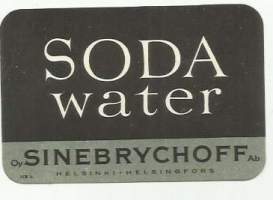 SODA
water
Oy SINEBRYCHOFF Ab
HELSINKI - HELSINGFORS